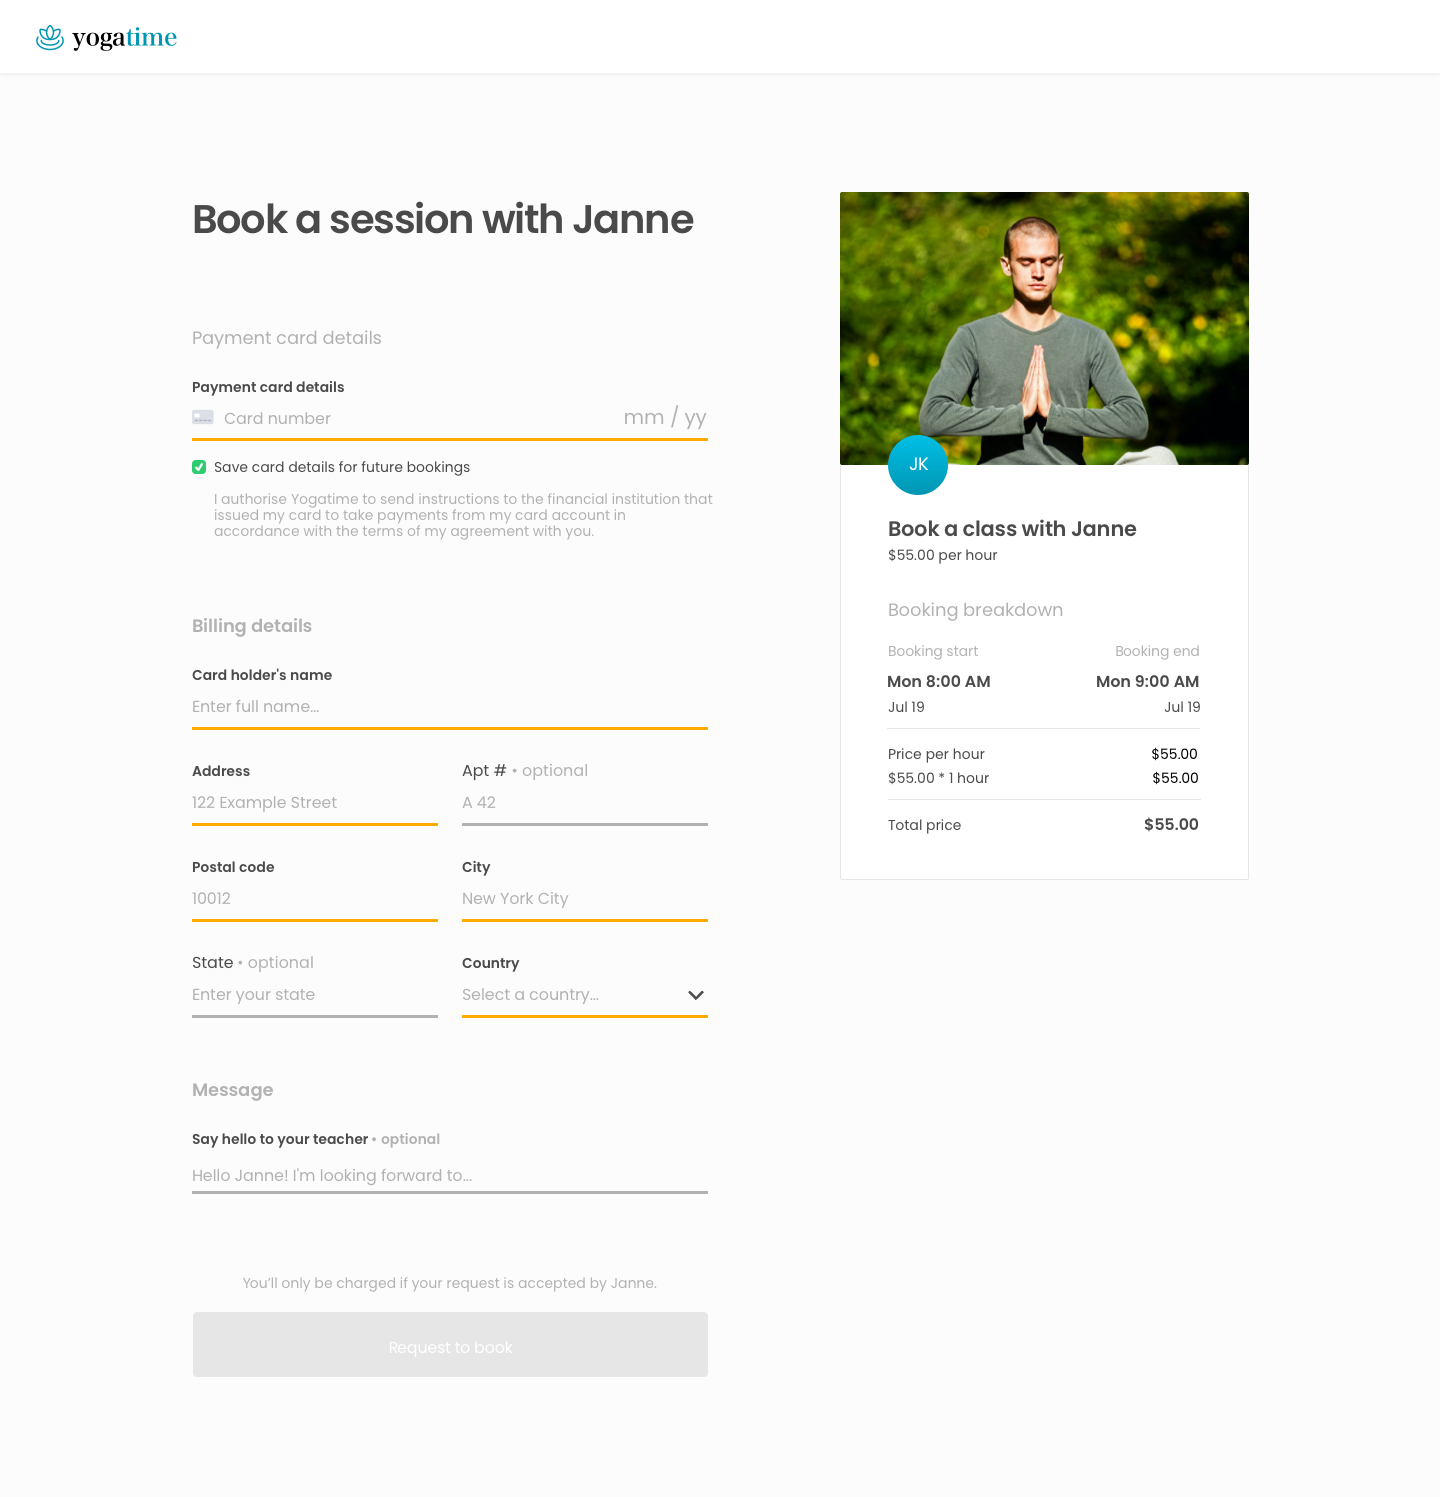 yogatime
Book a session with Janne
Payment card details
Payment card details
Card number mm / yy
Save card details for future bookings
I authorise Yogatime to send instructions to the financial institution that
issued my card to take payments from my card account in
accordance with the terms of my agreement with you.
Billing details
Card holder's name
Enter full name...
Address
122 Example Street
Apt # • optional
A 42
Postal code
10012
City
New York City
State • optional
Enter your state
Country
Select a country...
Message
Say hello to your teacher • optional
Hello Janne! I'm looking forward to...
You'll only be charged if your request is accepted by Janne.
Request to book
JK
Book a class with Janne
$55.00 per hour
Booking breakdown
Booking start Booking end
Mon 8:00 AM Mon 9:00 AM
Jul 19 Jul 19
Price per hour $55.00
$55.00 * 1 hour $55.00
Total price $55.00